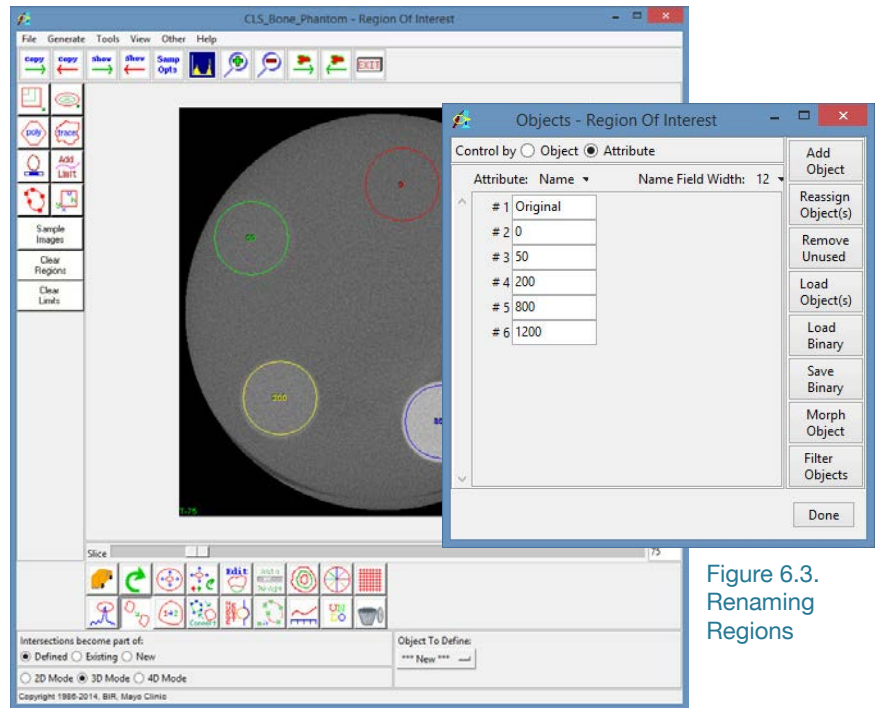 CLS_Bone_Phantom - Region Of Interest
File Generate Tools View Other Help
Copy Copy Show Show Samp Opts EXIT
poly trace
Add Limit
Sample Images
Clear Regions
Clear Limits
0
200
T-75
Slice 75
Edit
Convert
Intersections become part of:
Defined Existing New
2D Mode 3D Mode 4D Mode
Object To Define:
*** New ***
Copyright 1986-2014, BIR, Mayo Clinic
Objects - Region Of Interest
Control by Object Attribute
Attribute: Name Name Field Width: 12
# 1 Original
# 2 0
# 3 50
# 4 200
# 5 800
# 6 1200
Add Object
Reassign Object(s)
Remove Unused
Load Object(s)
Load Binary
Save Binary
Morph Object
Filter Objects
Done
Figure 6.3.
Renaming
Regions